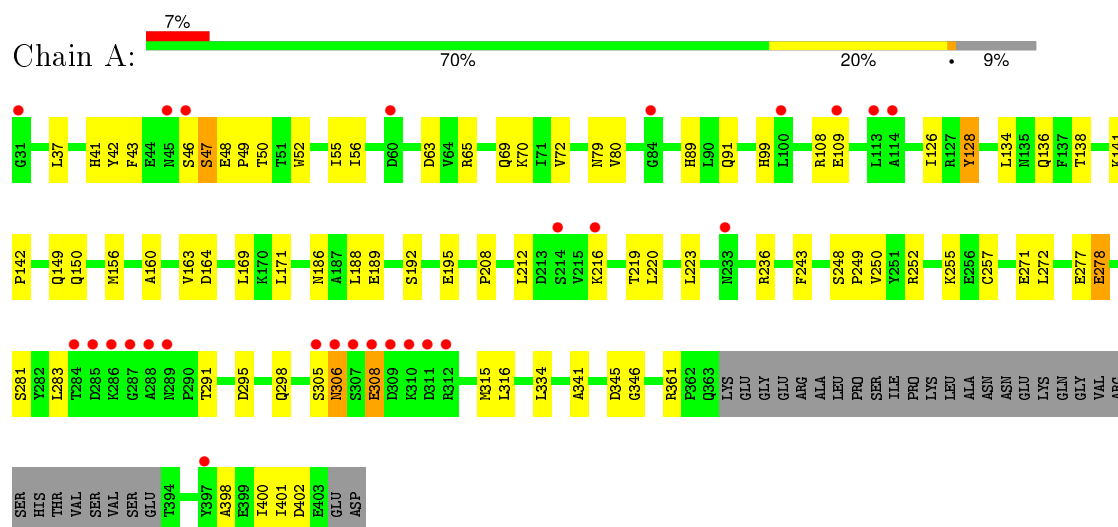 7%
Chain A:
70% 20% • 9%
G31 L37 H41 Y42 F43 E44 N45 S46 S47 E48 P49 T50 T51 W52 I55 I56 D60 D63 V64 R65 Q69 K70 I71 V72 N79 V80 G84 H89 L90 Q91 H99 L100 R108 E109 L113 A114 I126 R127 Y128 L134 N135 Q136 F137 T138 K141
P142 Q149 Q150 M156 A160 V163 D164 L169 K170 L171 N186 A187 L188 E189 S192 E195 P208 L212 D213 S214 V215 K216 T219 L220 L223 N233 R236 F243 S248 P249 V250 Y251 R252 K255 E256 C257 E271 L272 E277 E278
S281 Y282 L283 T284 D285 K286 G287 A288 N289 P290 T291 D295 Q298 S305 N306 S307 E308 D309 K310 D311 R312 M315 L316 L334 A341 D345 G346 R361 P362 Q363 LYS GLU GLY GLU ARG ALA LEU PRO SER ILE PRO LYS LEU ALA ASN ASN GLU LYS GLN GLY VAL ARG
SER HIS THR VAL SER VAL SER GLU T394 Y397 A398 E399 I400 I401 D402 E403 GLU ASP